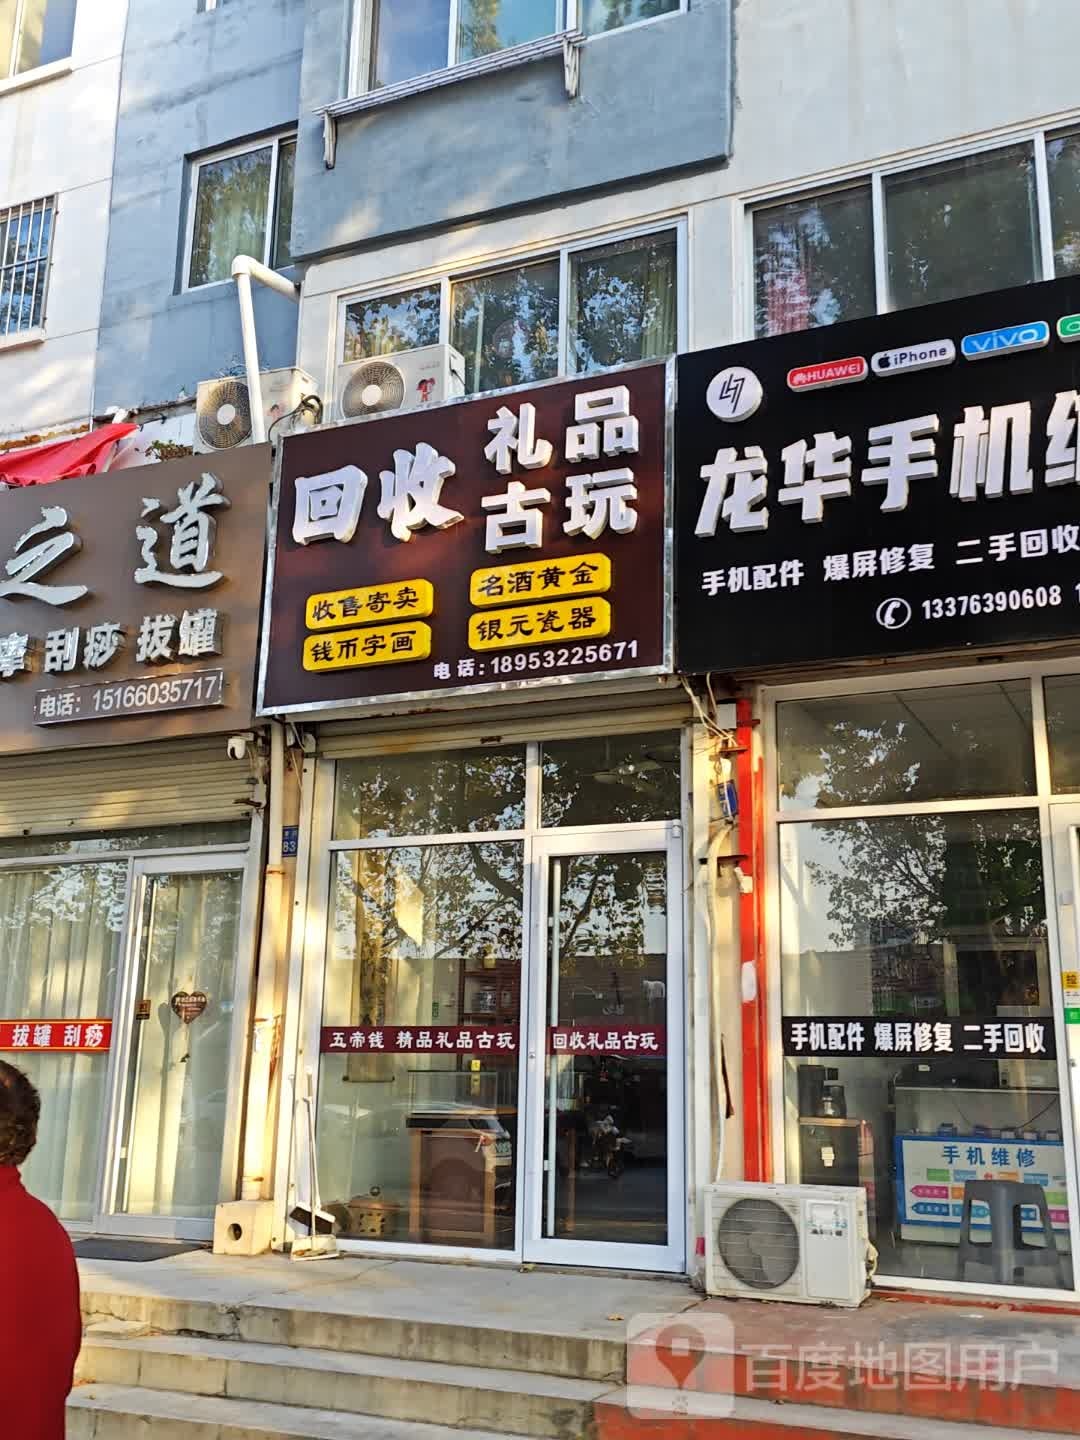 之道
刮痧 拔罐
电话: 15166035717
拔罐 刮痧
回收 礼品
古玩
收售寄卖 名酒黄金
钱币字画 银元瓷器
电话:18953225671
五帝钱 精品礼品古玩
回收礼品古玩
83
HUAWEI
iPhone
vivo
龙华手机
手机配件 爆屏修复 二手回收
13376390608
手机配件 爆屏修复 二手回收
手机维修
百度地图用户